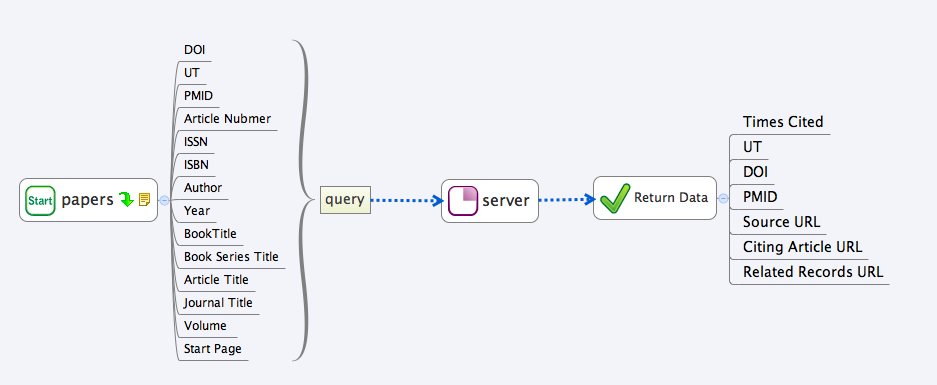 Start papers
DOI
UT
PMID
Article Nubmer
ISSN
ISBN
Author
Year
BookTitle
Book Series Title
Article Title
Journal Title
Volume
Start Page
query
server
Return Data
Times Cited
UT
DOI
PMID
Source URL
Citing Article URL
Related Records URL